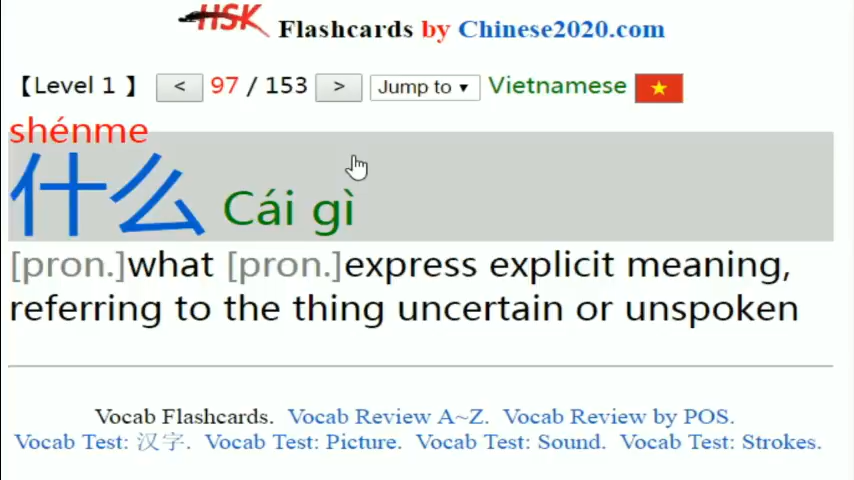 HSK Flashcards by Chinese2020.com
【Level 1 】 < 97 / 153 > Jump to ▼ Vietnamese
shénme
什么 Cái gì
[pron.]what [pron.]express explicit meaning,
referring to the thing uncertain or unspoken
Vocab Flashcards. Vocab Review A~Z. Vocab Review by POS.
Vocab Test: 汉字. Vocab Test: Picture. Vocab Test: Sound. Vocab Test: Strokes.